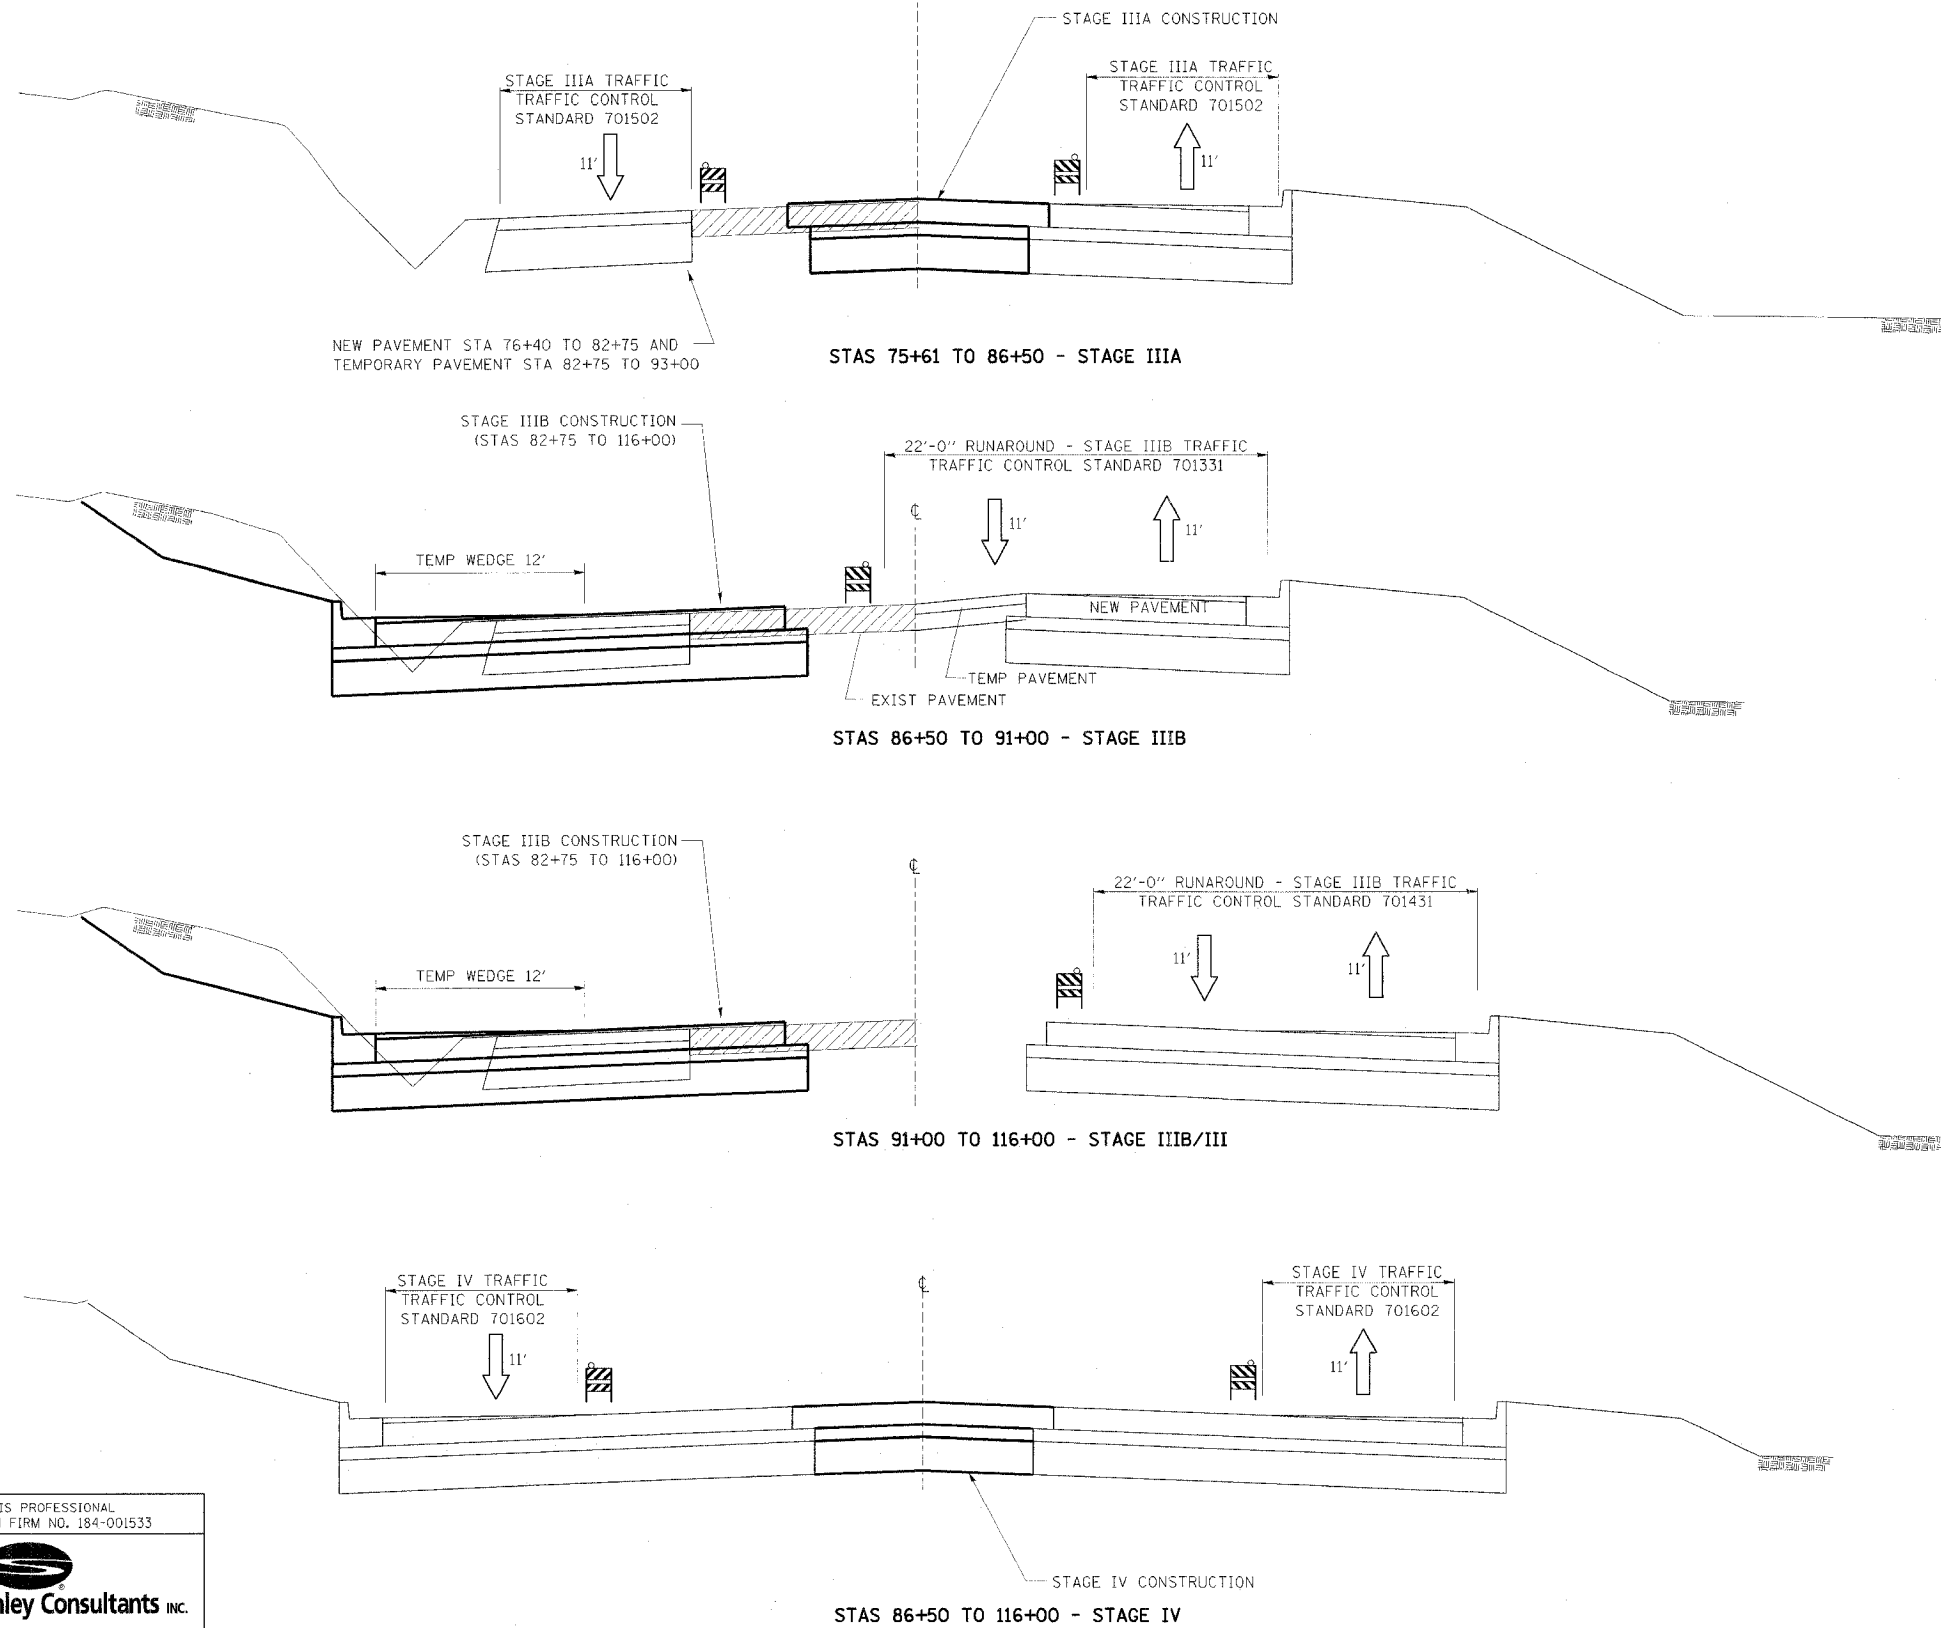 STAGE IIIA CONSTRUCTION
STAGE IIIA TRAFFIC
TRAFFIC CONTROL
STANDARD 701502
11'
STAGE IIIA TRAFFIC
TRAFFIC CONTROL
STANDARD 701502
11'
NEW PAVEMENT STA 76+40 TO 82+75 AND
TEMPORARY PAVEMENT STA 82+75 TO 93+00
STAS 75+61 TO 86+50 - STAGE IIIA
STAGE IIIB CONSTRUCTION
(STAS 82+75 TO 116+00)
22'-0'' RUNAROUND - STAGE IIIB TRAFFIC
TRAFFIC CONTROL STANDARD 701331
℄
11'
11'
TEMP WEDGE 12'
NEW PAVEMENT
TEMP PAVEMENT
EXIST PAVEMENT
STAS 86+50 TO 91+00 - STAGE IIIB
STAGE IIIB CONSTRUCTION
(STAS 82+75 TO 116+00)
℄
22'-0'' RUNAROUND - STAGE IIIB TRAFFIC
TRAFFIC CONTROL STANDARD 701431
11'
11'
TEMP WEDGE 12'
STAS 91+00 TO 116+00 - STAGE IIIB/III
STAGE IV TRAFFIC
TRAFFIC CONTROL
STANDARD 701602
11'
℄
STAGE IV TRAFFIC
TRAFFIC CONTROL
STANDARD 701602
11'
STAGE IV CONSTRUCTION
STAS 86+50 TO 116+00 - STAGE IV
IS PROFESSIONAL
FIRM NO. 184-001533
nley Consultants INC.